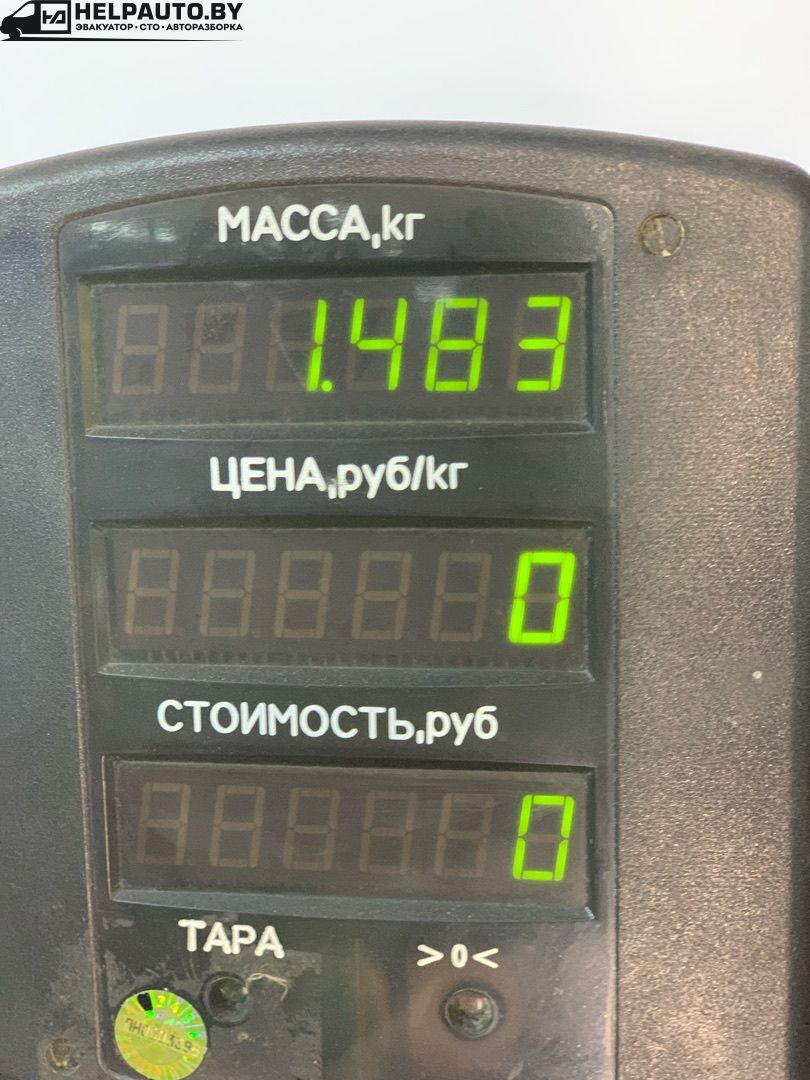 HELPAUTO.BY
ЭВАКУАТОР • СТО • АВТОРАЗБОРКА
МАССА,кг
1.483
ЦЕНА,руб/кг
0
СТОИМОСТЬ,руб
0
ТАРА
>0<